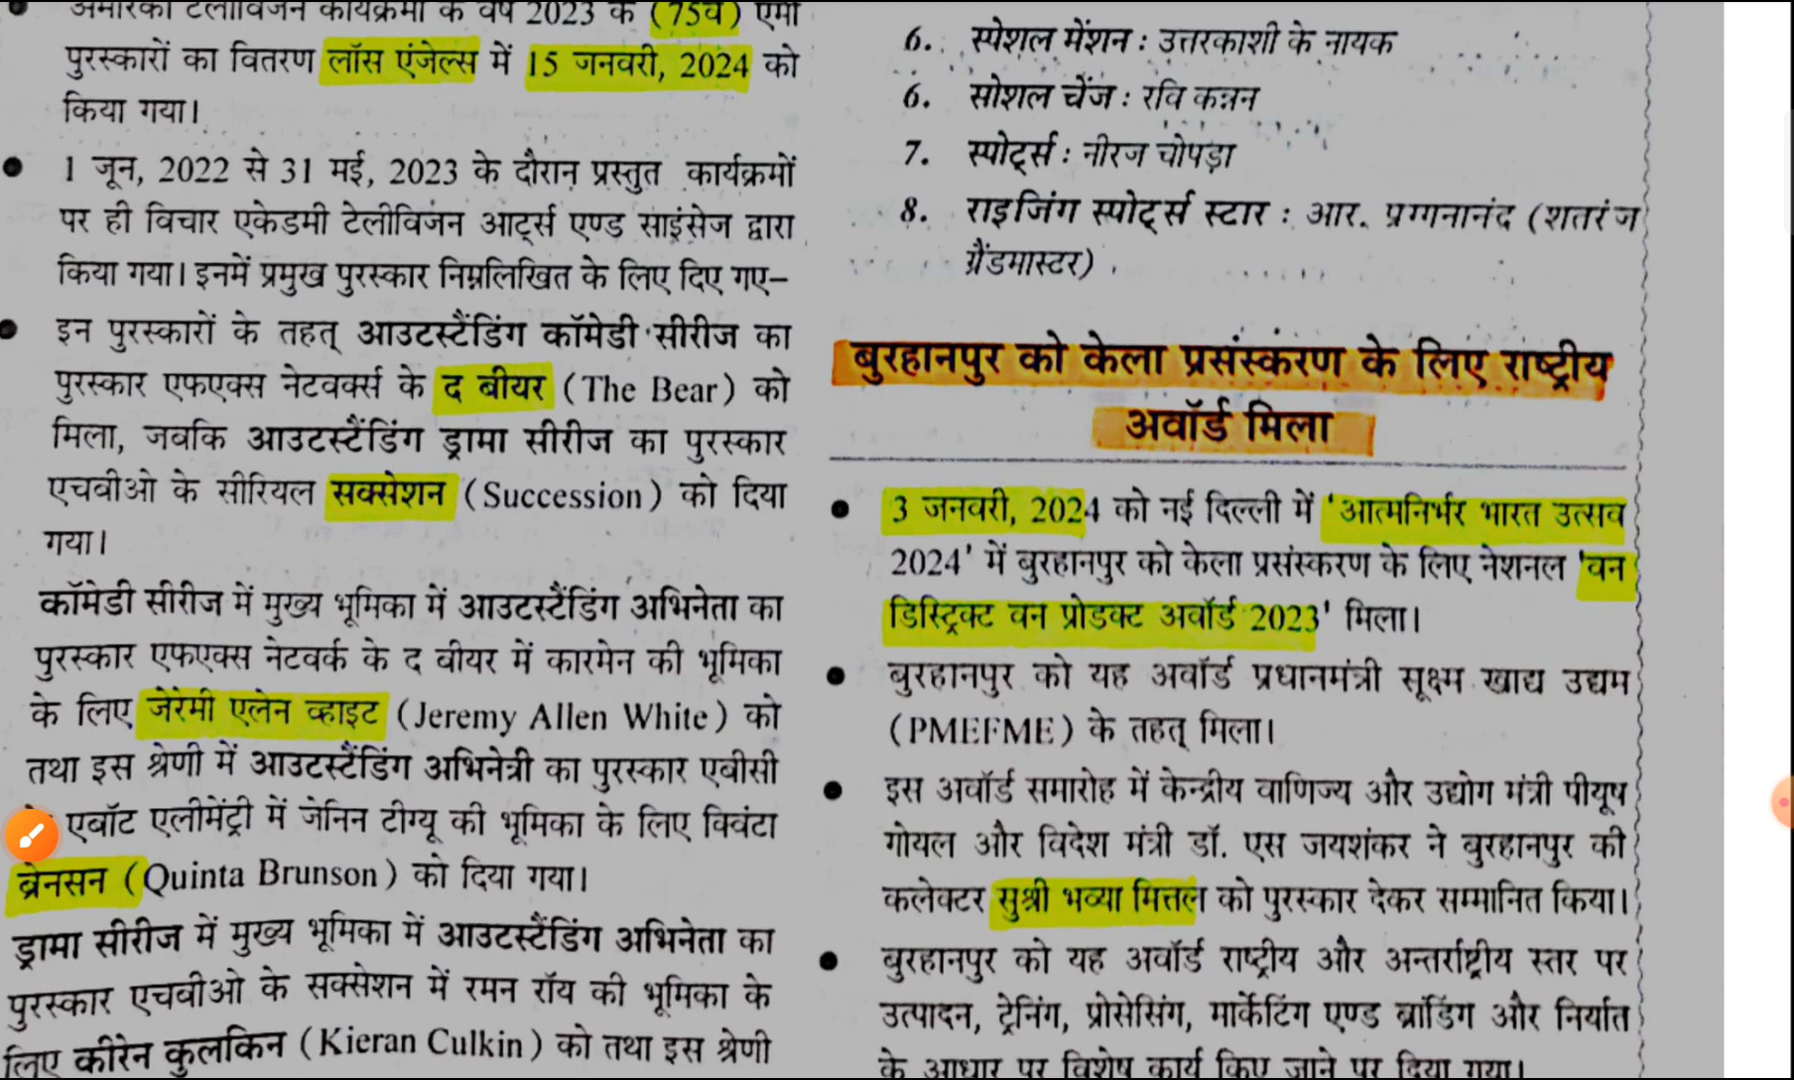 अमेरिकी टेलीविजन कार्यक्रमों के वर्ष 2023 के (75वें) एमी
पुरस्कारों का वितरण लॉस एंजेल्स में 15 जनवरी, 2024 को
किया गया।
1 जून, 2022 से 31 मई, 2023 के दौरान प्रस्तुत कार्यक्रमों
पर ही विचार एकेडमी टेलीविजन आर्ट्स एण्ड साइंसेज द्वारा
किया गया। इनमें प्रमुख पुरस्कार निम्नलिखित के लिए दिए गए–
इन पुरस्कारों के तहत् आउटस्टैंडिंग कॉमेडी सीरीज का
पुरस्कार एफएक्स नेटवर्क्स के द बीयर (The Bear) को
मिला, जबकि आउटस्टैंडिंग ड्रामा सीरीज का पुरस्कार
एचवीओ के सीरियल सक्सेशन (Succession) को दिया
गया।
कॉमेडी सीरीज में मुख्य भूमिका में आउटस्टैंडिंग अभिनेता का
पुरस्कार एफएक्स नेटवर्क के द बीयर में कारमेन की भूमिका
के लिए जेरेमी एलेन व्हाइट (Jeremy Allen White) को
तथा इस श्रेणी में आउटस्टैंडिंग अभिनेत्री का पुरस्कार एबीसी
एबॉट एलीमेंट्री में जेनिन टीग्यू की भूमिका के लिए क्विंटा
ब्रेनसन (Quinta Brunson) को दिया गया।
ड्रामा सीरीज में मुख्य भूमिका में आउटस्टैंडिंग अभिनेता का
पुरस्कार एचवीओ के सक्सेशन में रमन रॉय की भूमिका के
लिए कीरेन कुलकिन (Kieran Culkin) को तथा इस श्रेणी
6. स्पेशल मेंशन : उत्तरकाशी के नायक
6. सोशल चेंज : रवि कन्नन
7. स्पोर्ट्स : नीरज चोपड़ा
8. राइजिंग स्पोर्ट्स स्टार : आर. प्रग्गनानंद (शतरंज
ग्रैंडमास्टर)
बुरहानपुर को केला प्रसंस्करण के लिए राष्ट्रीय
अवॉर्ड मिला
3 जनवरी, 2024 को नई दिल्ली में 'आत्मनिर्भर भारत उत्सव
2024' में बुरहानपुर को केला प्रसंस्करण के लिए नेशनल 'वन
डिस्ट्रिक्ट वन प्रोडक्ट अवॉर्ड 2023' मिला।
बुरहानपुर को यह अवॉर्ड प्रधानमंत्री सूक्ष्म खाद्य उद्यम
(PMEFME) के तहत् मिला।
इस अवॉर्ड समारोह में केन्द्रीय वाणिज्य और उद्योग मंत्री पीयूष
गोयल और विदेश मंत्री डॉ. एस जयशंकर ने बुरहानपुर की
कलेक्टर सुश्री भव्या मित्तल को पुरस्कार देकर सम्मानित किया।
बुरहानपुर को यह अवॉर्ड राष्ट्रीय और अन्तर्राष्ट्रीय स्तर पर
उत्पादन, ट्रेनिंग, प्रोसेसिंग, मार्केटिंग एण्ड ब्रांडिंग और निर्यात
के आधार पर विशेष कार्य किए जाने पर दिया गया।